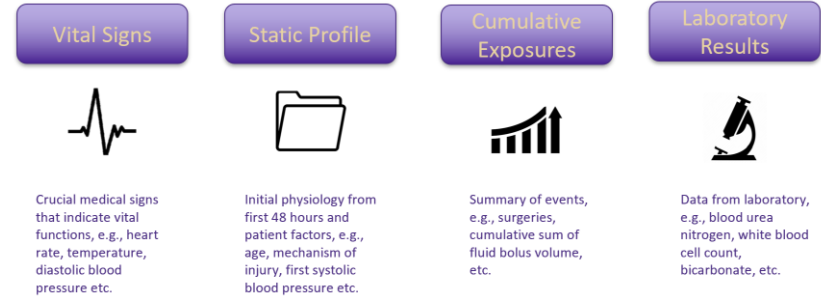 Vital Signs
Static Profile
Cumulative
Exposures
Laboratory
Results
Crucial medical signs
that indicate vital
functions, e.g., heart
rate, temperature,
diastolic blood
pressure etc.
Initial physiology from
first 48 hours and
patient factors, e.g.,
age, mechanism of
injury, first systolic
blood pressure etc.
Summary of events,
e.g., surgeries,
cumulative sum of
fluid bolus volume,
etc.
Data from laboratory,
e.g., blood urea
nitrogen, white blood
cell count,
bicarbonate, etc.